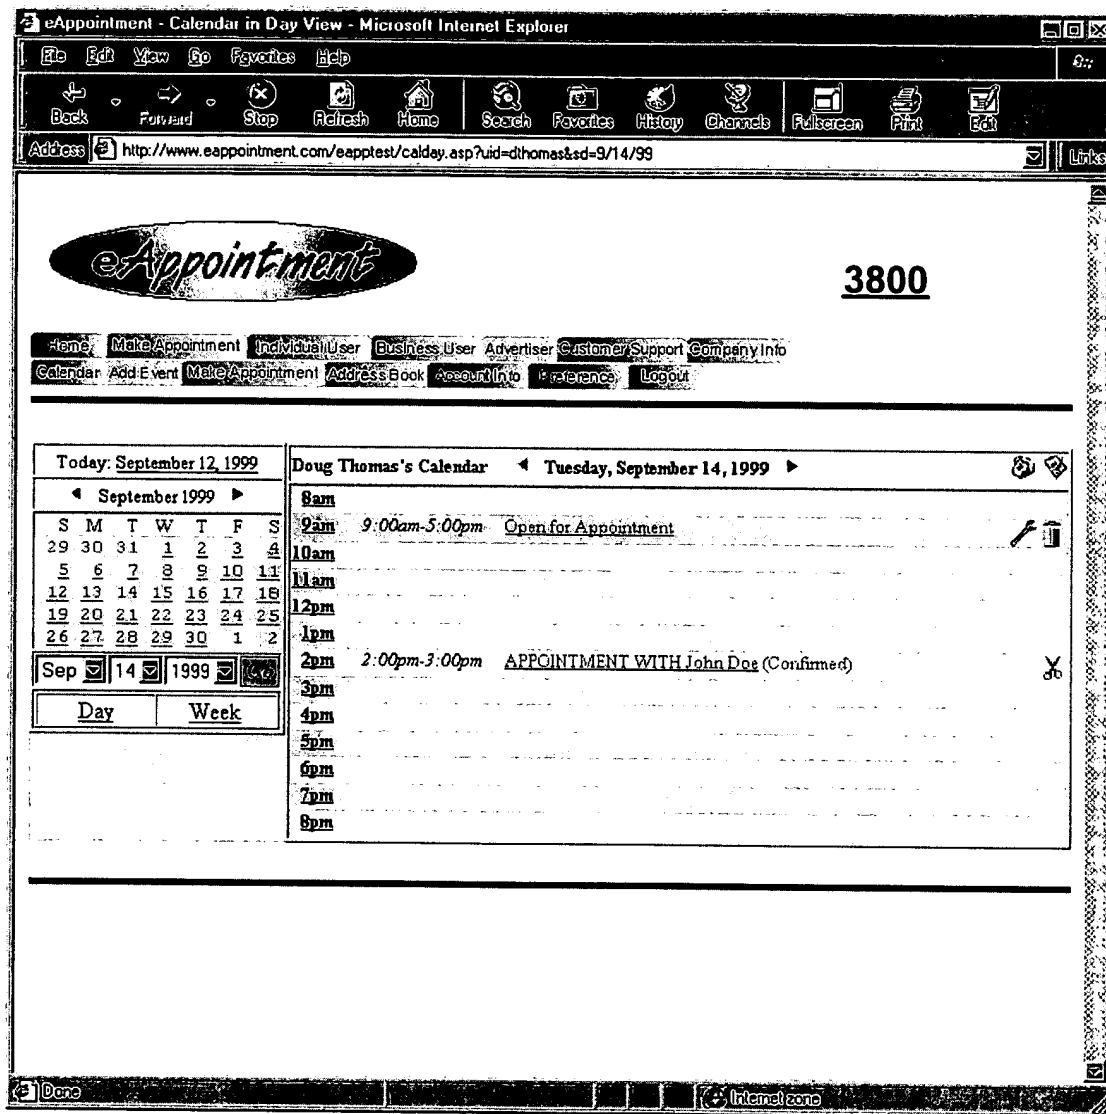 eAppointment - Calendar in Day View - Microsoft Internet Explorer
File Edit View Go Favorites Help
Back Forward Stop Refresh Home Search Favorites History Channels Fullscreen Print Edit
Address http://www.eappointment.com/eapptest/calday.asp?uid=dthomas&sd=9/14/99 Links
eAppointment
3800
Home Make Appointment Individual User Business User Advertiser Customer Support Company Info
Calendar Add Event Make Appointment Address Book Account Info Preference Logout
Today: September 12, 1999
September 1999
S M T W T F S
29 30 31 1 2 3 4
5 6 7 8 9 10 11
12 13 14 15 16 17 18
19 20 21 22 23 24 25
26 27 28 29 30 1 2
Sep 14 1999 Go
Day Week
Doug Thomas's Calendar Tuesday, September 14, 1999
8am
9am 9:00am-5:00pm Open for Appointment
10am
11am
12pm
1pm
2pm 2:00pm-3:00pm APPOINTMENT WITH John Doe (Confirmed)
3pm
4pm
5pm
6pm
7pm
8pm
Done Internet zone